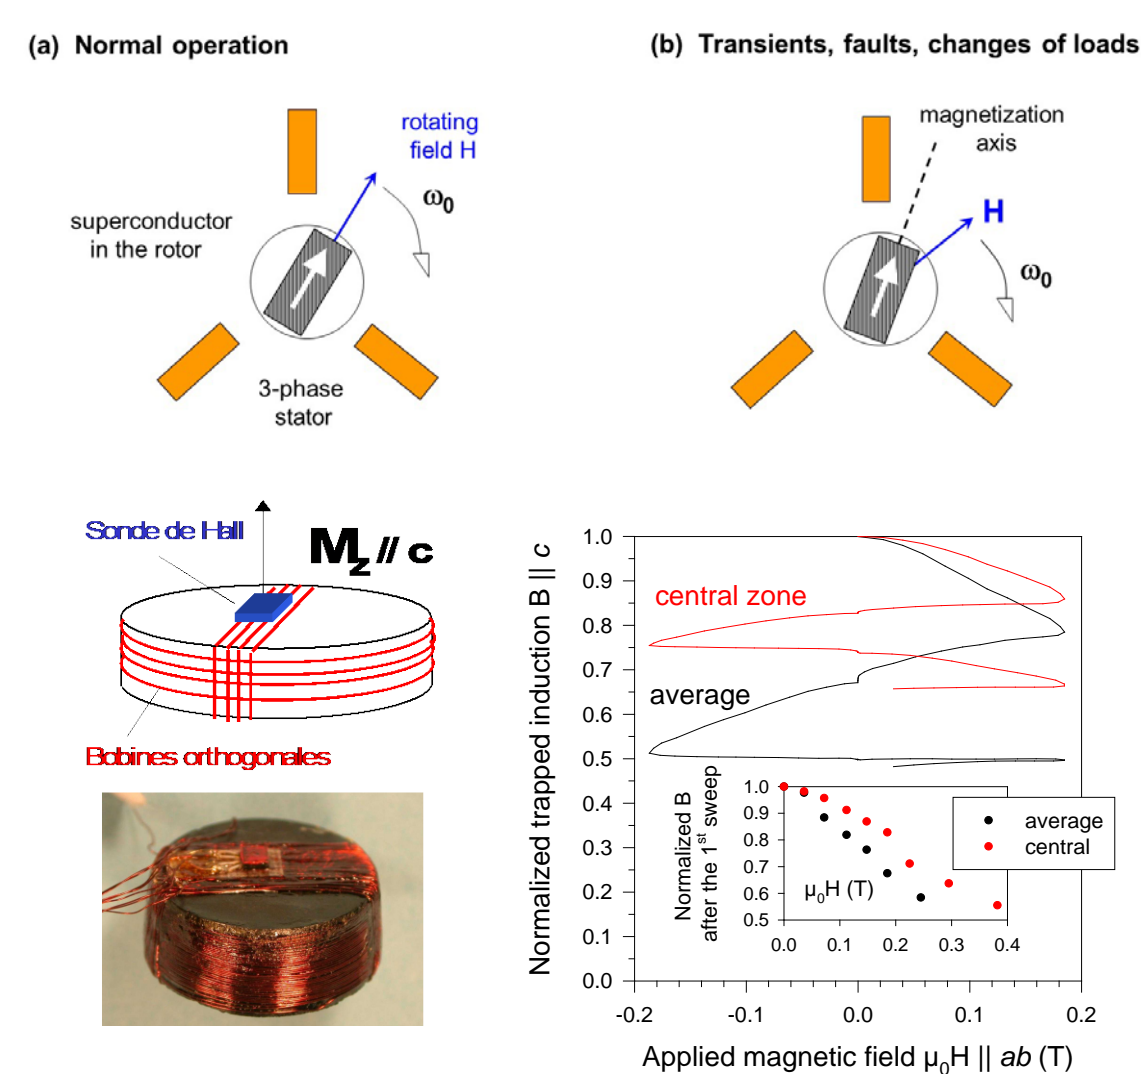 (a) Normal operation
(b) Transients, faults, changes of loads
rotating
field H
ω0
superconductor
in the rotor
3-phase
stator
magnetization
axis
H
ω0
Sonde de Hall
Mz // c
Bobines orthogonales
Normalized trapped induction B || c
1.0
0.9
0.8
0.7
0.6
0.5
0.4
0.3
0.2
0.1
0.0
central zone
average
Normalized B
after the 1st sweep
1.0
0.9
0.8
0.7
0.6
0.5
μ0H (T)
0.0
0.1
0.2
0.3
0.4
average
central
-0.2
-0.1
0.0
0.1
0.2
Applied magnetic field μ0H || ab (T)